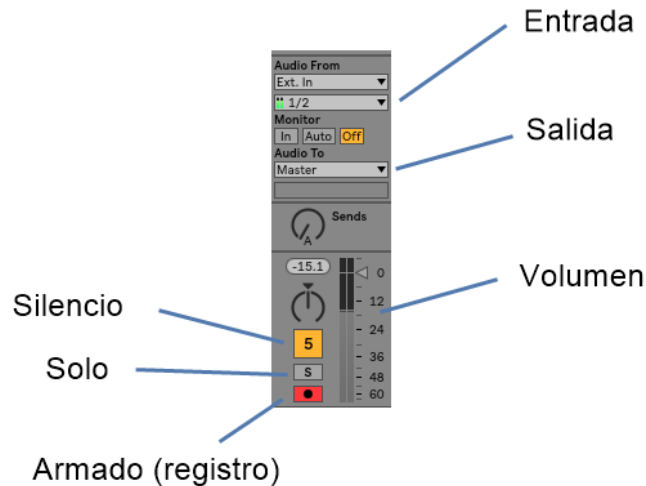 Entrada
Audio From
Ext. In
1/2
Monitor
In Auto Off
Audio To
Master
Salida
Sends
A
-15.1
0
12
24
36
48
60
5
S
Volumen
Silencio
Solo
Armado (registro)